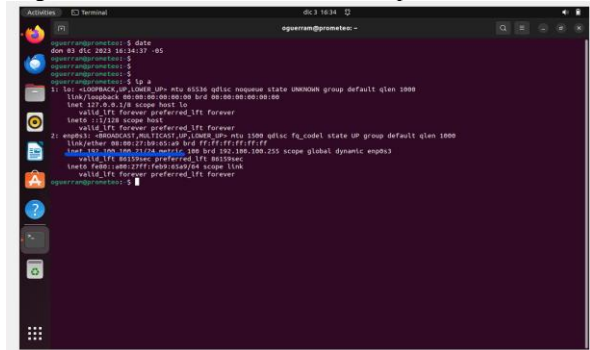 Activities
Terminal
dic 3 16:34
oguerram@prometeo: ~
oguerram@prometeo:~$ date
dom 03 dic 2023 16:34:37 -05
oguerram@prometeo:~$
oguerram@prometeo:~$
oguerram@prometeo:~$
oguerram@prometeo:~$ ip a
1: lo: <LOOPBACK,UP,LOWER_UP> mtu 65536 qdisc noqueue state UNKNOWN group default qlen 1000
link/loopback 00:00:00:00:00:00 brd 00:00:00:00:00:00
inet 127.0.0.1/8 scope host lo
valid_lft forever preferred_lft forever
inet6 ::1/128 scope host
valid_lft forever preferred_lft forever
2: enp0s3: <BROADCAST,MULTICAST,UP,LOWER_UP> mtu 1500 qdisc fq_codel state UP group default qlen 1000
link/ether 08:00:27:b9:65:a9 brd ff:ff:ff:ff:ff:ff
inet 192.100.100.21/24 metric 100 brd 192.100.100.255 scope global dynamic enp0s3
valid_lft 86159sec preferred_lft 86159sec
inet6 fe80::a00:27ff:feb9:65a9/64 scope link
valid_lft forever preferred_lft forever
oguerram@prometeo:~$